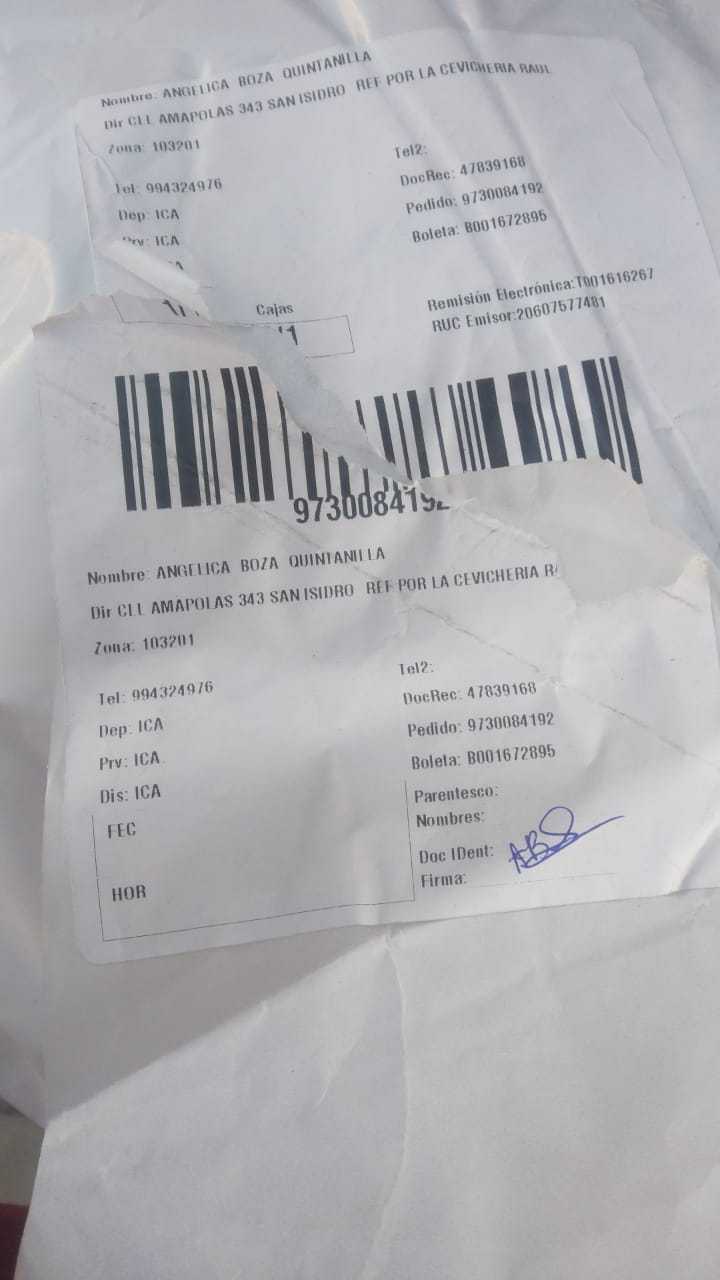 Nombre: ANGELICA BOZA QUINTANILLA
Dir CLL AMAPOLAS 343 SAN ISIDRO REF POR LA CEVICHERIA RAUL
Zona: 103201
Tel2:
Tel: 994324976
DocRec: 47839168
Dep: ICA
Pedido: 9730084192
Prv: ICA
Boleta: B001672895
Cajas
Remisión Electrónica:T001616267
RUC Emisor:20607577481
9730084192
Nombre: ANGELICA BOZA QUINTANILLA
Dir CLL AMAPOLAS 343 SAN ISIDRO REF POR LA CEVICHERIA
Zona: 103201
Tel2:
Tel: 994324976
DocRec: 47839168
Dep: ICA
Pedido: 9730084192
Prv: ICA
Boleta: B001672895
Dis: ICA
Parentesco:
FEC
Nombres:
Doc IDent:
HOR
Firma: